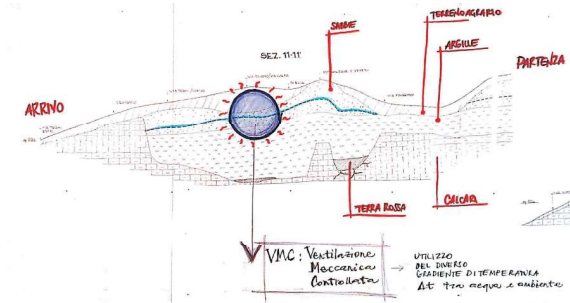 SEZ. 11-11'
SABBIE
TERRENO AGRARIO
ARGILLE
PARTENZA
ARRIVO
TERRA ROSSA
CALCARI
VMC : Ventilazione
Meccanica
Controllata
→ UTILIZZO
DEL DIVERSO
GRADIENTE DI TEMPERATURA
Δt tra acqua e ambiente